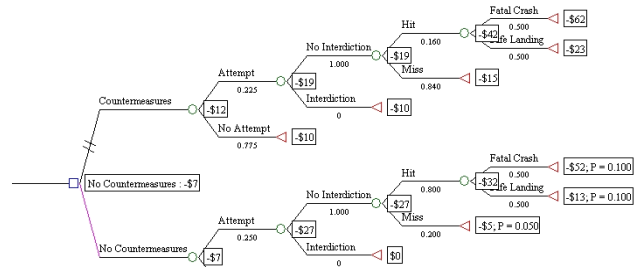 Fatal Crash
-$62
0.500
Hit
-$42
Safe Landing
0.160
-$23
0.500
No Interdiction
-$19
1.000
Miss
-$15
0.840
Attempt
-$19
0.225
Interdiction
-$10
0
Countermeasures
-$12
No Attempt
-$10
0.775
No Countermeasures : -$7
Fatal Crash
-$52; P = 0.100
0.500
Hit
-$32
Safe Landing
0.800
-$13; P = 0.100
0.500
No Interdiction
-$27
1.000
Miss
-$5; P = 0.050
0.200
Attempt
-$27
0.250
Interdiction
$0
0
No Countermeasures
-$7